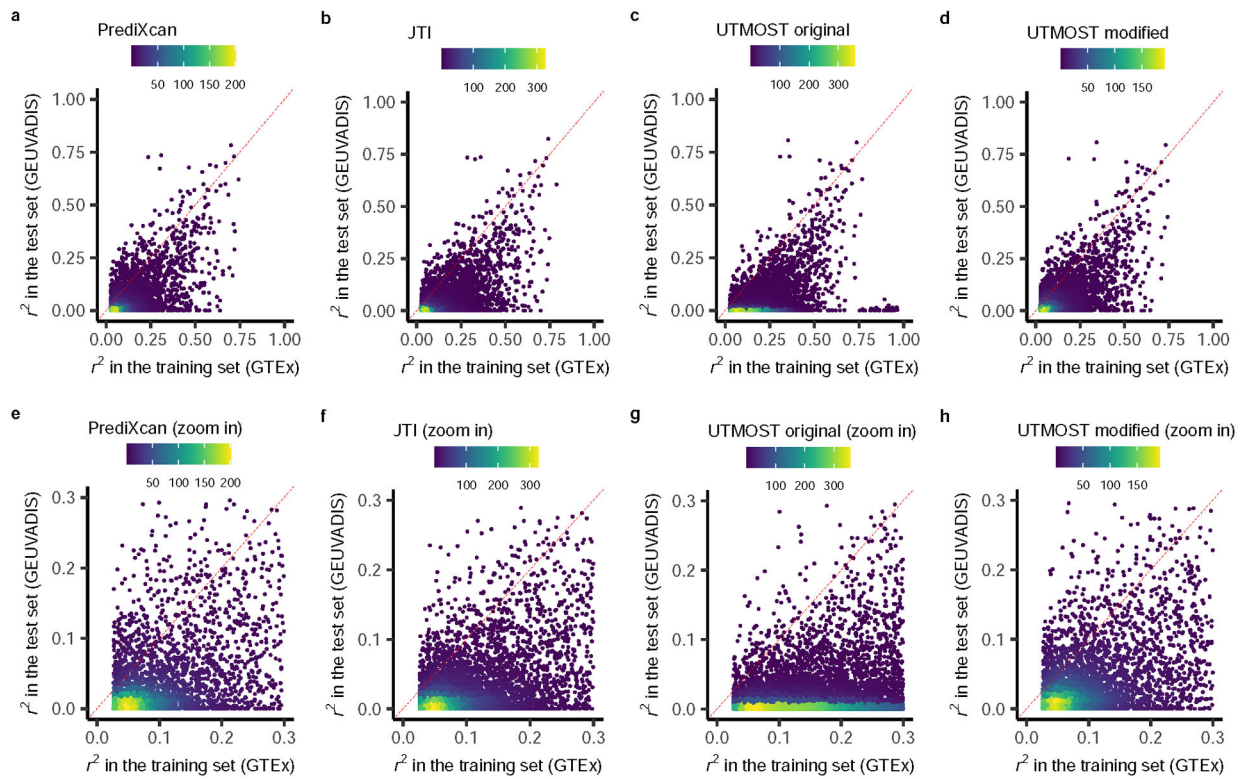 a
PrediXcan
50 100 150 200
1.00
0.75
0.50
0.25
0.00
r² in the test set (GEUVADIS)
0.00 0.25 0.50 0.75 1.00
r² in the training set (GTEx)
b
JTI
100 200 300
1.00
0.75
0.50
0.25
0.00
r² in the test set (GEUVADIS)
0.00 0.25 0.50 0.75 1.00
r² in the training set (GTEx)
c
UTMOST original
100 200 300
1.00
0.75
0.50
0.25
0.00
r² in the test set (GEUVADIS)
0.00 0.25 0.50 0.75 1.00
r² in the training set (GTEx)
d
UTMOST modified
50 100 150
1.00
0.75
0.50
0.25
0.00
r² in the test set (GEUVADIS)
0.00 0.25 0.50 0.75 1.00
r² in the training set (GTEx)
e
PrediXcan (zoom in)
50 100 150 200
0.3
0.2
0.1
0.0
r² in the test set (GEUVADIS)
0.0 0.1 0.2 0.3
r² in the training set (GTEx)
f
JTI (zoom in)
100 200 300
0.3
0.2
0.1
0.0
r² in the test set (GEUVADIS)
0.0 0.1 0.2 0.3
r² in the training set (GTEx)
g
UTMOST original (zoom in)
100 200 300
0.3
0.2
0.1
0.0
r² in the test set (GEUVADIS)
0.0 0.1 0.2 0.3
r² in the training set (GTEx)
h
UTMOST modified (zoom in)
50 100 150
0.3
0.2
0.1
0.0
r² in the test set (GEUVADIS)
0.0 0.1 0.2 0.3
r² in the training set (GTEx)